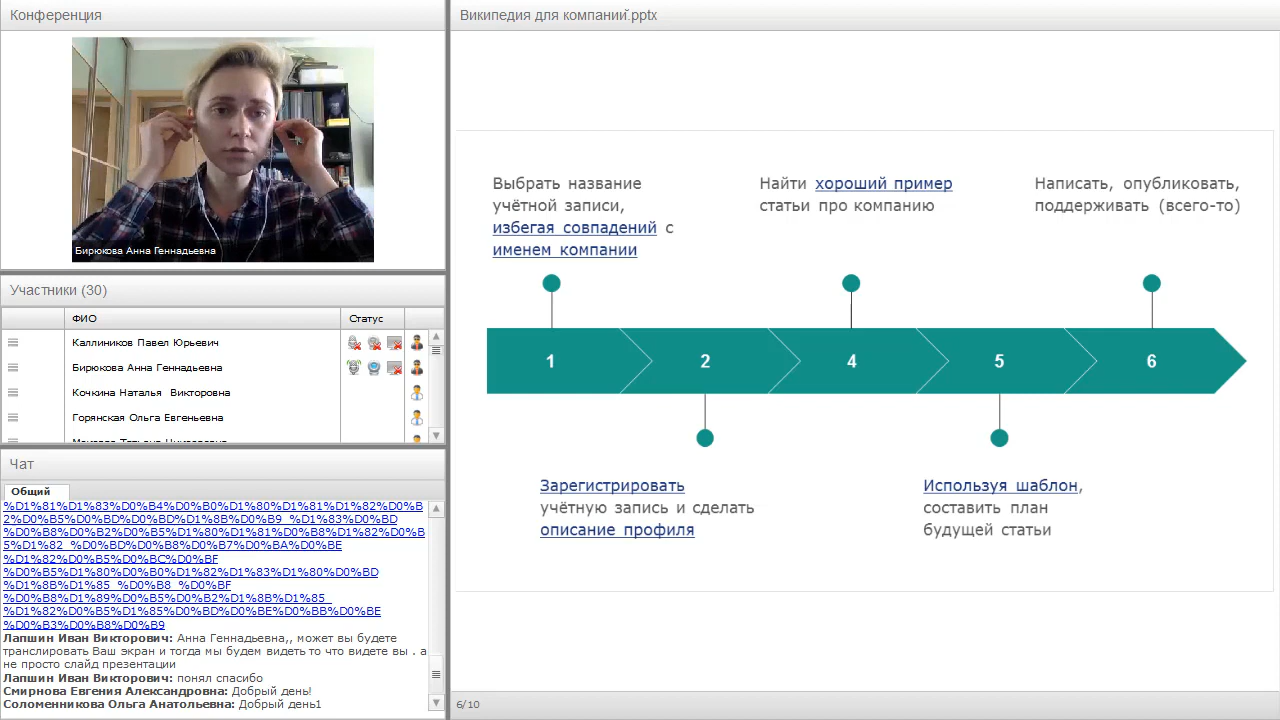 Конференция
Бирюкова Анна Геннадьевна
Участники (30)
ФИО
Статус
Каллиников Павел Юрьевич
Бирюкова Анна Геннадьевна
Кочкина Наталья Викторовна
Горянская Ольга Евгеньевна
Чат
Общий
%D1%81%D1%83%D0%B4%D0%B0%D1%80%D1%81%D1%82%D0%B
2%D0%B5%D0%BD%D0%BD%D1%8B%D0%B9_%D1%83%D0%BD
%D0%B8%D0%B2%D0%B5%D1%80%D1%81%D0%B8%D1%82%D0%B
5%D1%82_%D0%BD%D0%B8%D0%B7%D0%BA%D0%BE
%D1%82%D0%B5%D0%BC%D0%BF
%D0%B5%D1%80%D0%B0%D1%82%D1%83%D1%80%D0%BD
%D1%8B%D1%85_%D0%B8_%D0%BF
%D0%B8%D1%89%D0%B5%D0%B2%D1%8B%D1%85_
%D1%82%D0%B5%D1%85%D0%BD%D0%BE%D0%BB%D0%BE
%D0%B3%D0%B8%D0%B9
Лапшин Иван Викторович: Анна Геннадьевна,, может вы будете
транслировать Ваш экран и тогда мы будем видеть то что видете вы . а
не просто слайд презентации
Лапшин Иван Викторович: понял спасибо
Смирнова Евгения Александровна: Добрый день!
Соломенникова Ольга Анатольевна: Добрый день1
Википедия для компаний.pptx
Выбрать название
учётной записи,
избегая совпадений с
именем компании
Найти хороший пример
статьи про компанию
Написать, опубликовать,
поддерживать (всего-то)
1
2
4
5
6
Зарегистрировать
учётную запись и сделать
описание профиля
Используя шаблон,
составить план
будущей статьи
6/10